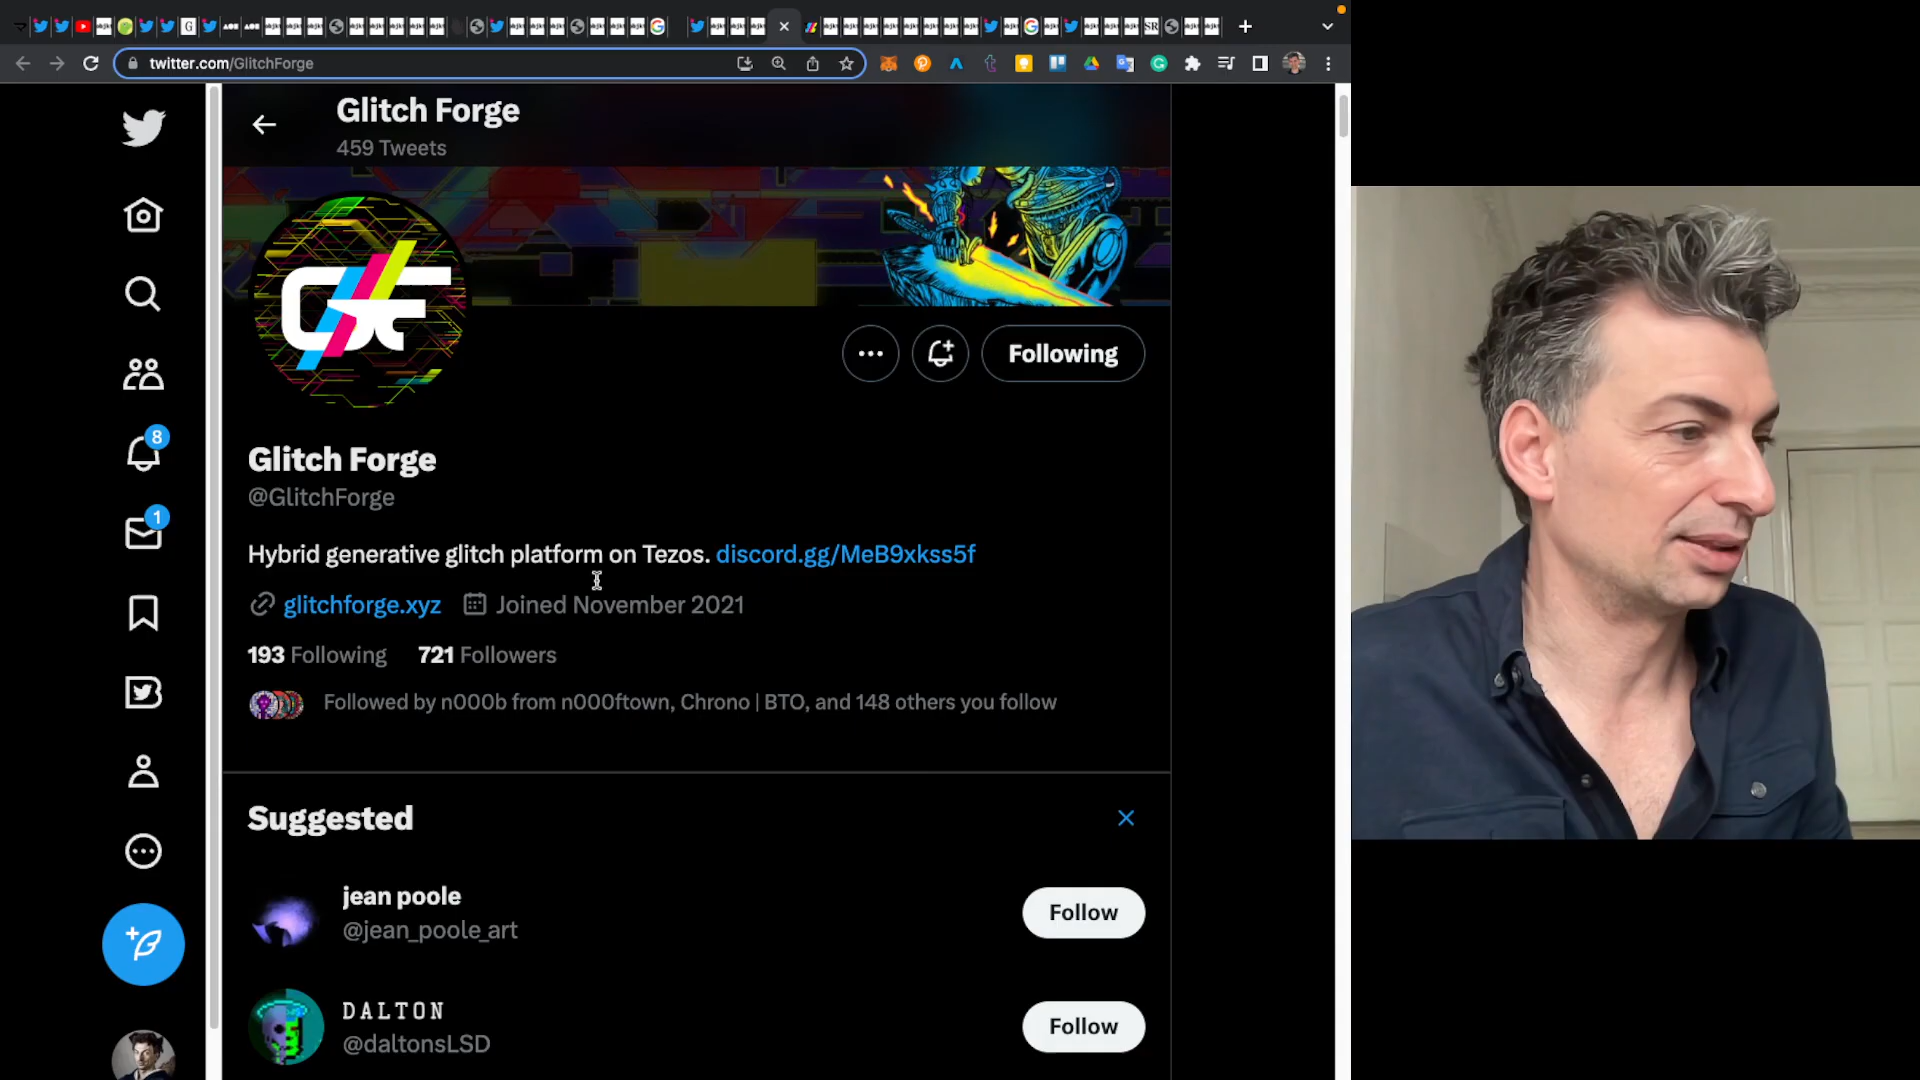 twitter.com/GlitchForge
Glitch Forge
459 Tweets
GF
Following
Glitch Forge
@GlitchForge
Hybrid generative glitch platform on Tezos. discord.gg/MeB9xkss5f
glitchforge.xyz Joined November 2021
193 Following 721 Followers
Followed by n000b from n000ftown, Chrono | BTO, and 148 others you follow
8
1
Suggested
jean poole
@jean_poole_art
Follow
DALTON
@daltonsLSD
Follow